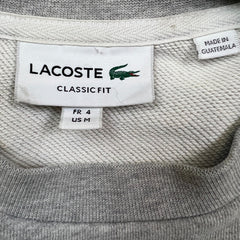 LACOSTE
CLASSIC FIT
FR 4
US M
MADE IN
GUATEMALA